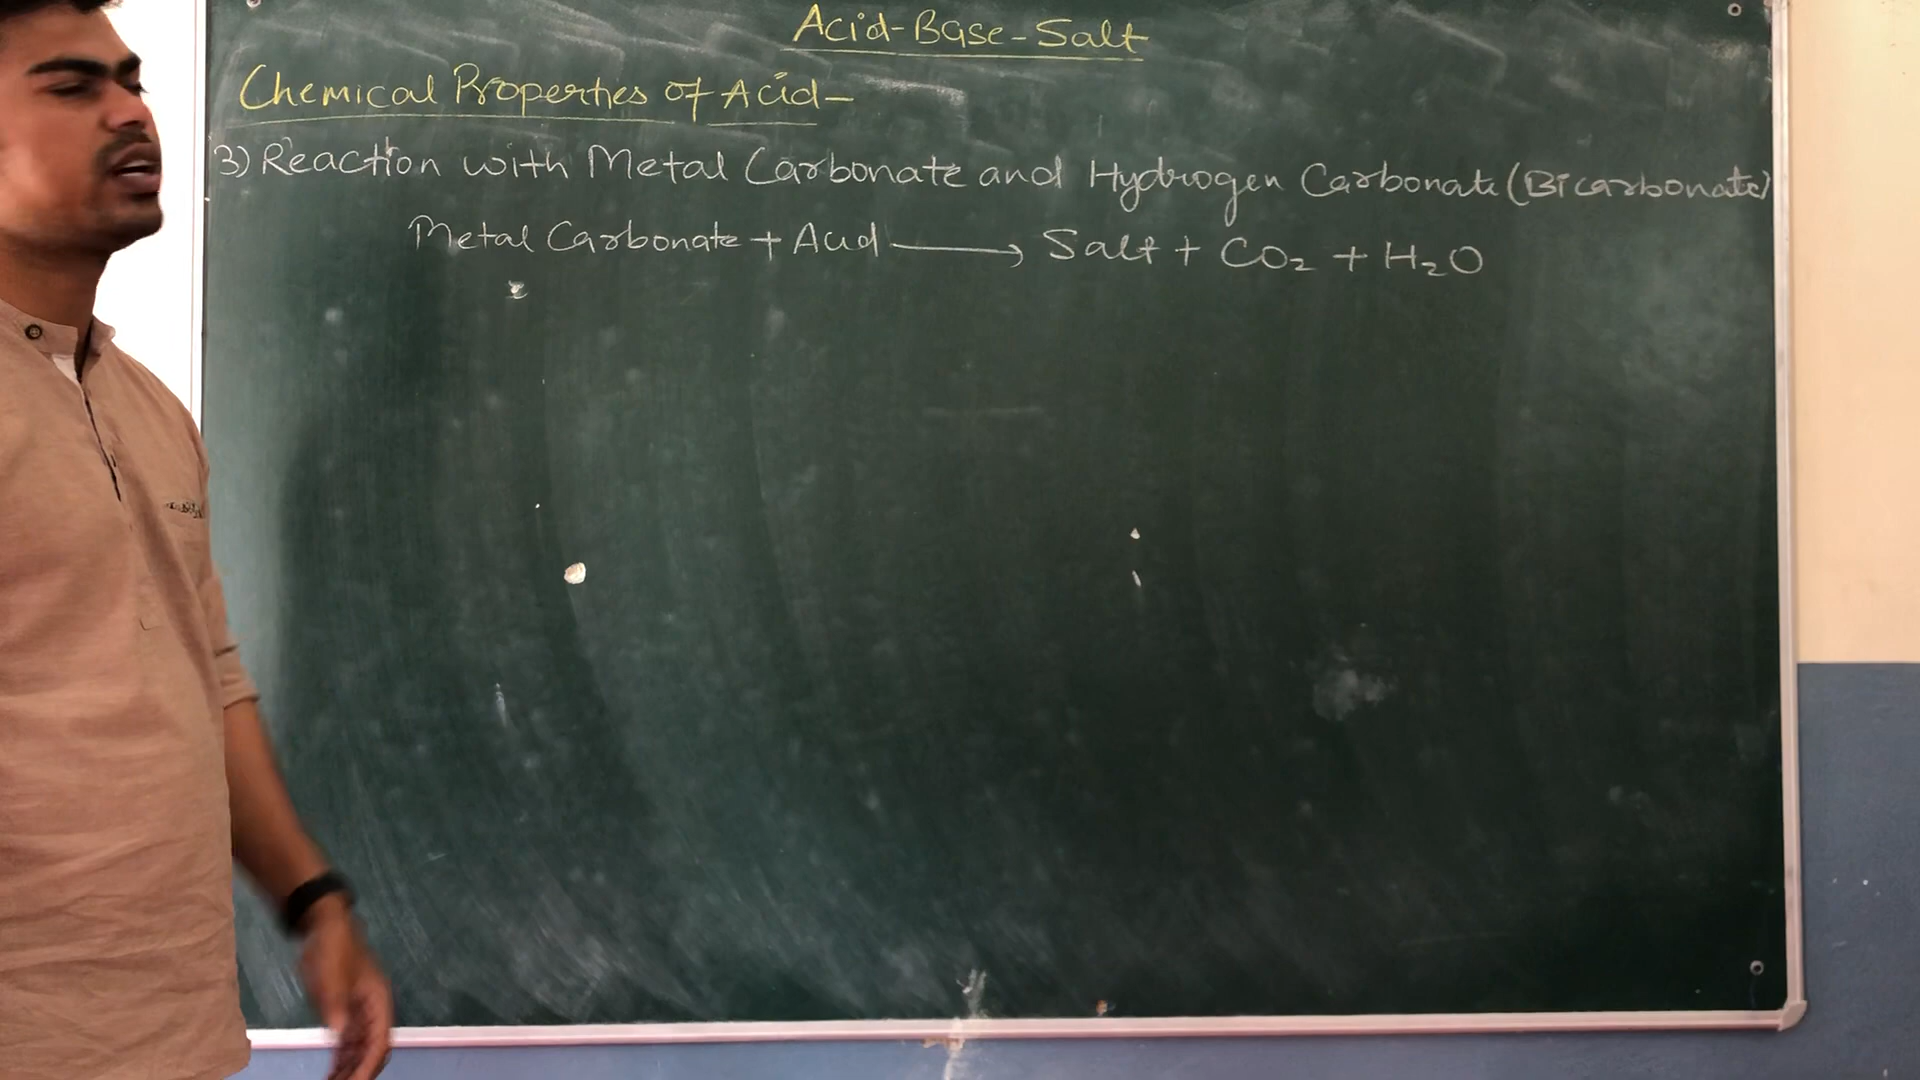 Acid-Base-Salt
Chemical Properties of Acid-
3) Reaction with Metal Carbonate and Hydrogen Carbonate (Bicarbonate)
Metal Carbonate + Acid ⟶ Salt + CO₂ + H₂O